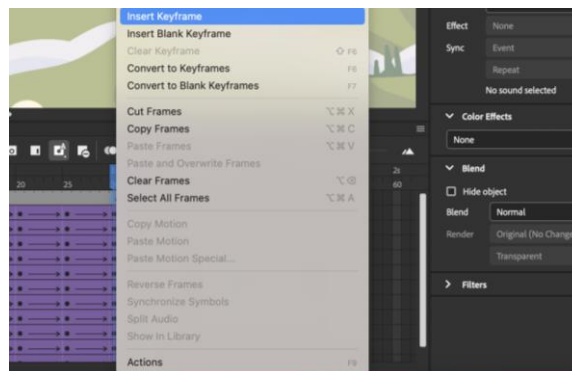 Insert Keyframe
Insert Blank Keyframe
Clear Keyframe ⇧ F6
Convert to Keyframes F6
Convert to Blank Keyframes F7
Cut Frames ⌥ ⌘ X
Copy Frames ⌥ ⌘ C
Paste Frames ⌥ ⌘ V
Paste and Overwrite Frames
Clear Frames ⌥ ⌫
Select All Frames ⌥ ⌘ A
Copy Motion
Paste Motion
Paste Motion Special...
Reverse Frames
Synchronize Symbols
Split Audio
Show In Library
Actions F9
20 25
2s
60
Effect None
Sync Event
Repeat
No sound selected
Color Effects
None
Blend
Hide object
Blend Normal
Render Original (No Change
Transparent
Filters